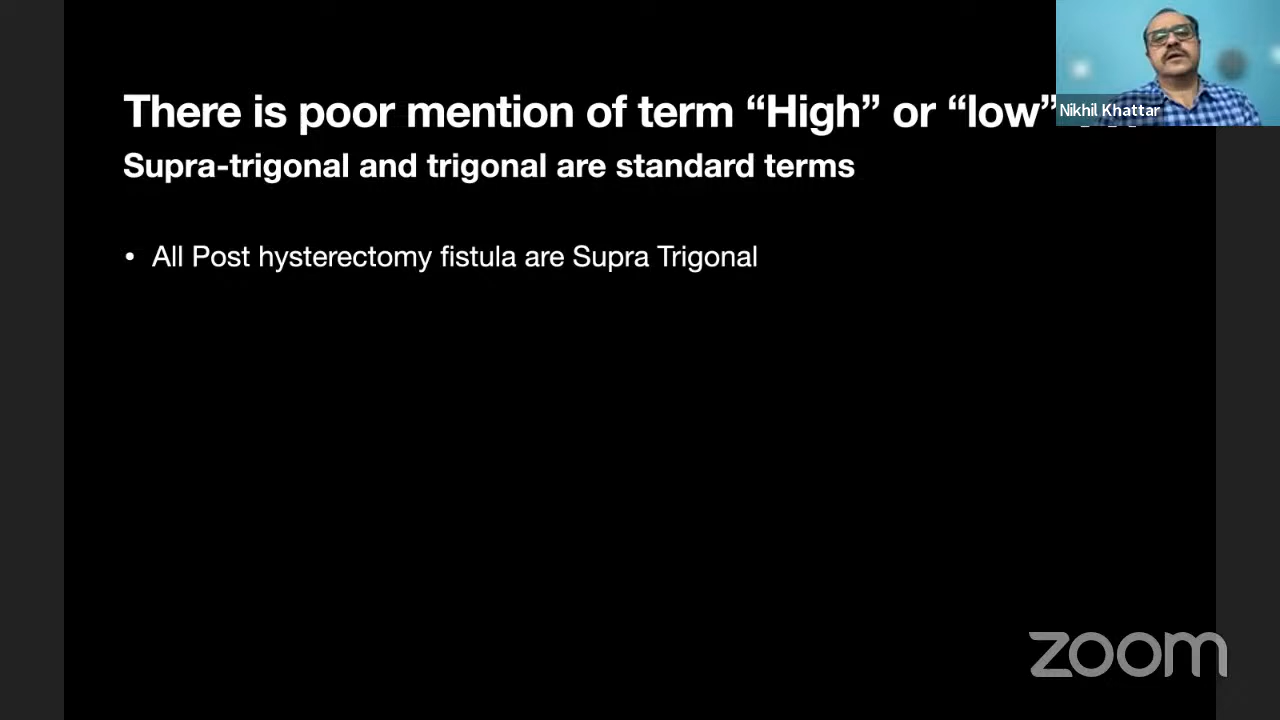 There is poor mention of term “High” or “low”
Supra-trigonal and trigonal are standard terms
• All Post hysterectomy fistula are Supra Trigonal
Nikhil Khattar
zoom